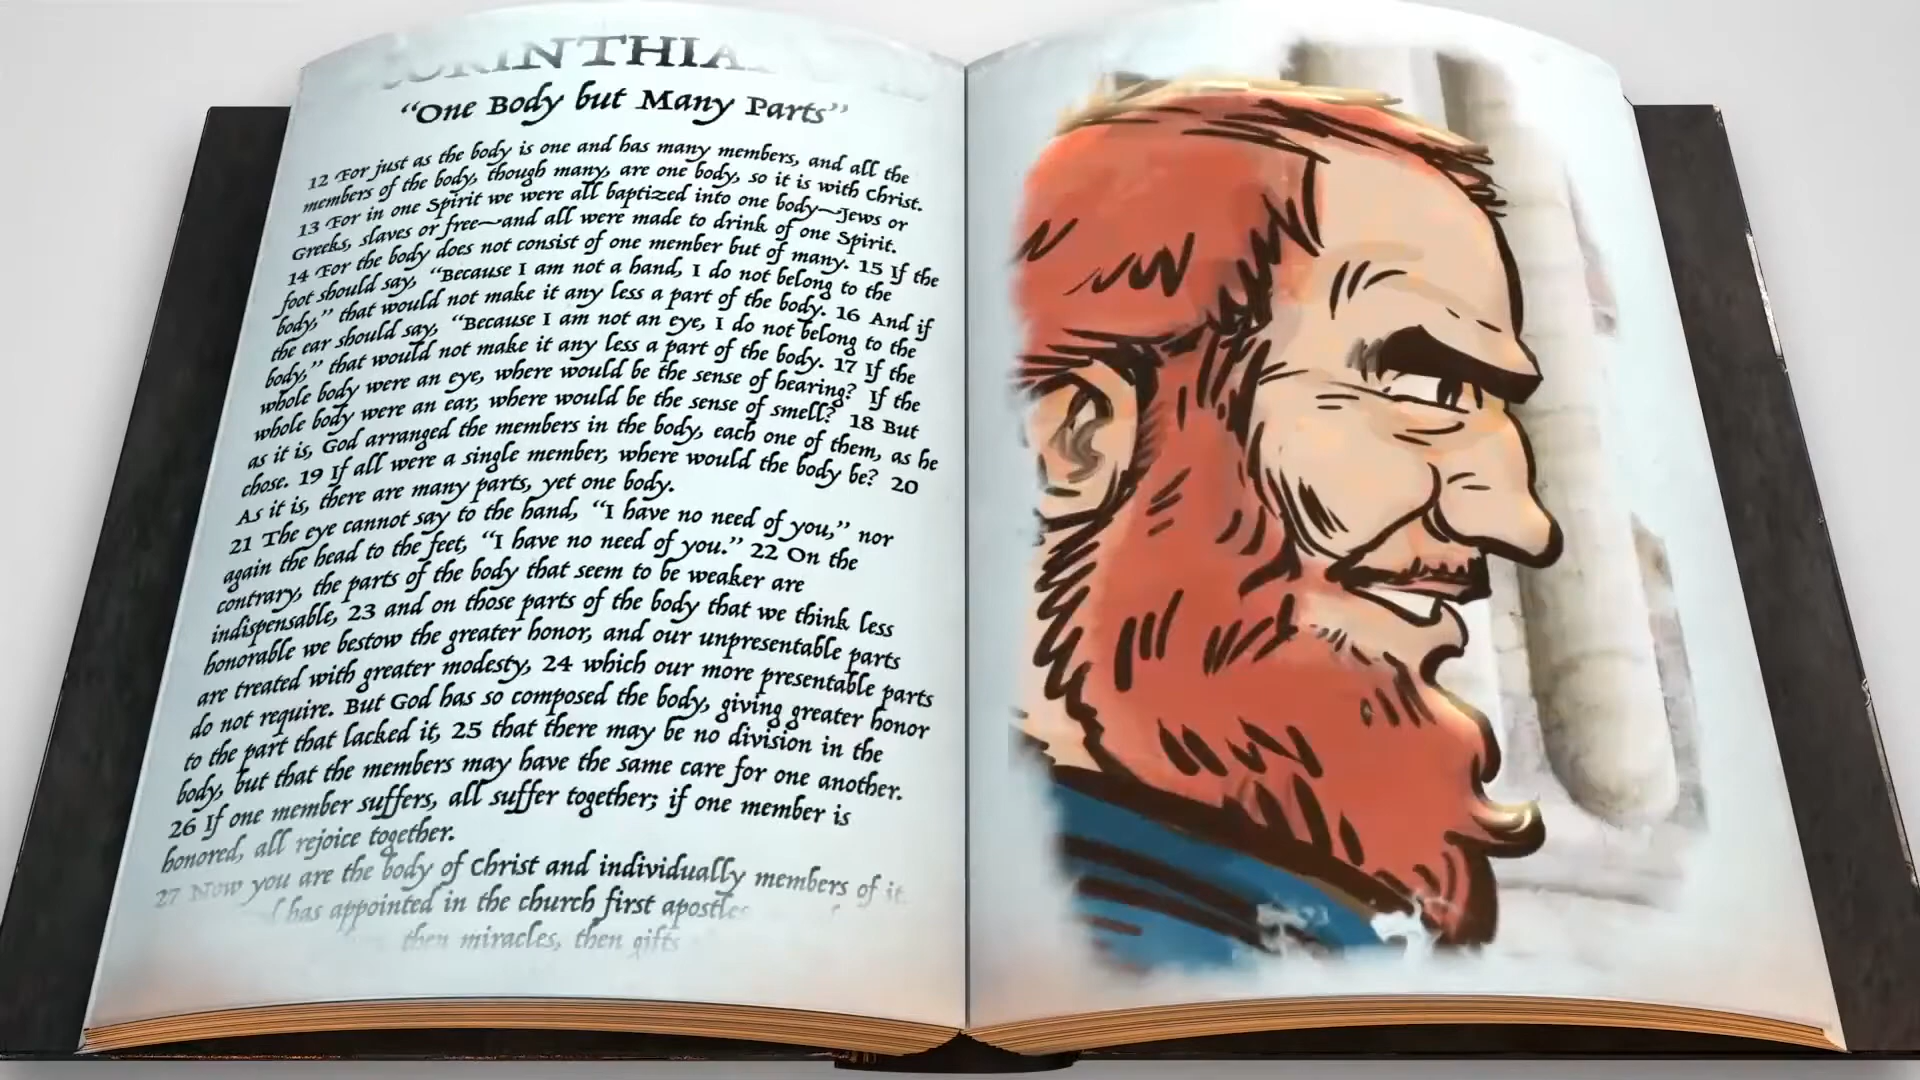 CORINTHIA
“One Body but Many Parts”
12 For just as the body is one and has many members, and all the
members of the body, though many, are one body, so it is with Christ.
13 For in one Spirit we were all baptized into one body—Jews or
Greeks, slaves or free—and all were made to drink of one Spirit.
14 For the body does not consist of one member but of many. 15 If the
foot should say, “Because I am not a hand, I do not belong to the
body,” that would not make it any less a part of the body. 16 And if
the ear should say, “Because I am not an eye, I do not belong to the
body,” that would not make it any less a part of the body. 17 If the
whole body were an eye, where would be the sense of hearing? If the
whole body were an ear, where would be the sense of smell? 18 But
as it is, God arranged the members in the body, each one of them, as he
chose. 19 If all were a single member, where would the body be? 20
As it is, there are many parts, yet one body.
21 The eye cannot say to the hand, “I have no need of you,” nor
again the head to the feet, “I have no need of you.” 22 On the
contrary, the parts of the body that seem to be weaker are
indispensable, 23 and on those parts of the body that we think less
honorable we bestow the greater honor, and our unpresentable parts
are treated with greater modesty, 24 which our more presentable parts
do not require. But God has so composed the body, giving greater honor
to the part that lacked it, 25 that there may be no division in the
body, but that the members may have the same care for one another.
26 If one member suffers, all suffer together; if one member is
honored, all rejoice together.
27 Now you are the body of Christ and individually members of it.
has appointed in the church first apostles
then miracles, then gifts